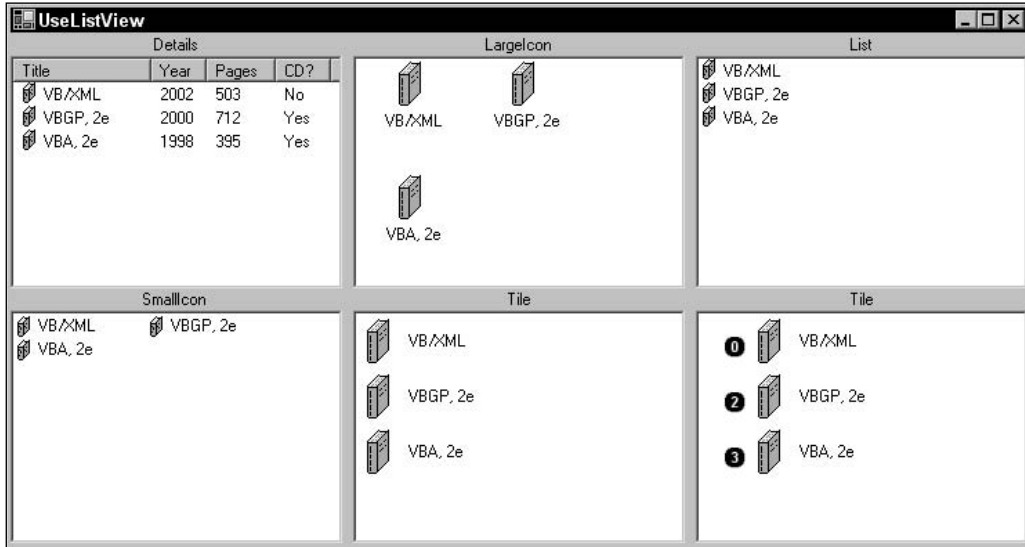 UseListView
Details
Title Year Pages CD?
VB/XML 2002 503 No
VBGP, 2e 2000 712 Yes
VBA, 2e 1998 395 Yes
LargeIcon
VB/XML VBGP, 2e
VBA, 2e
List
VB/XML
VBGP, 2e
VBA, 2e
SmallIcon
VB/XML VBGP, 2e
VBA, 2e
Tile
VB/XML
VBGP, 2e
VBA, 2e
Tile
0 VB/XML
2 VBGP, 2e
3 VBA, 2e